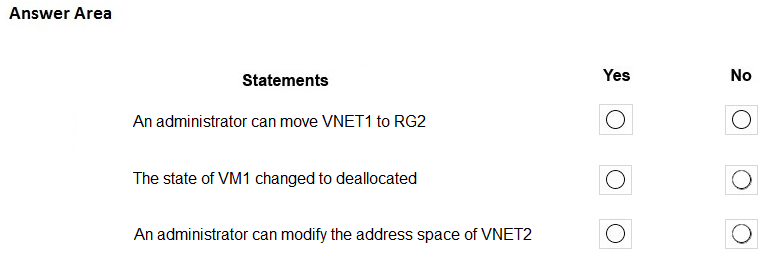 Answer Area
Statements Yes No
An administrator can move VNET1 to RG2
The state of VM1 changed to deallocated
An administrator can modify the address space of VNET2